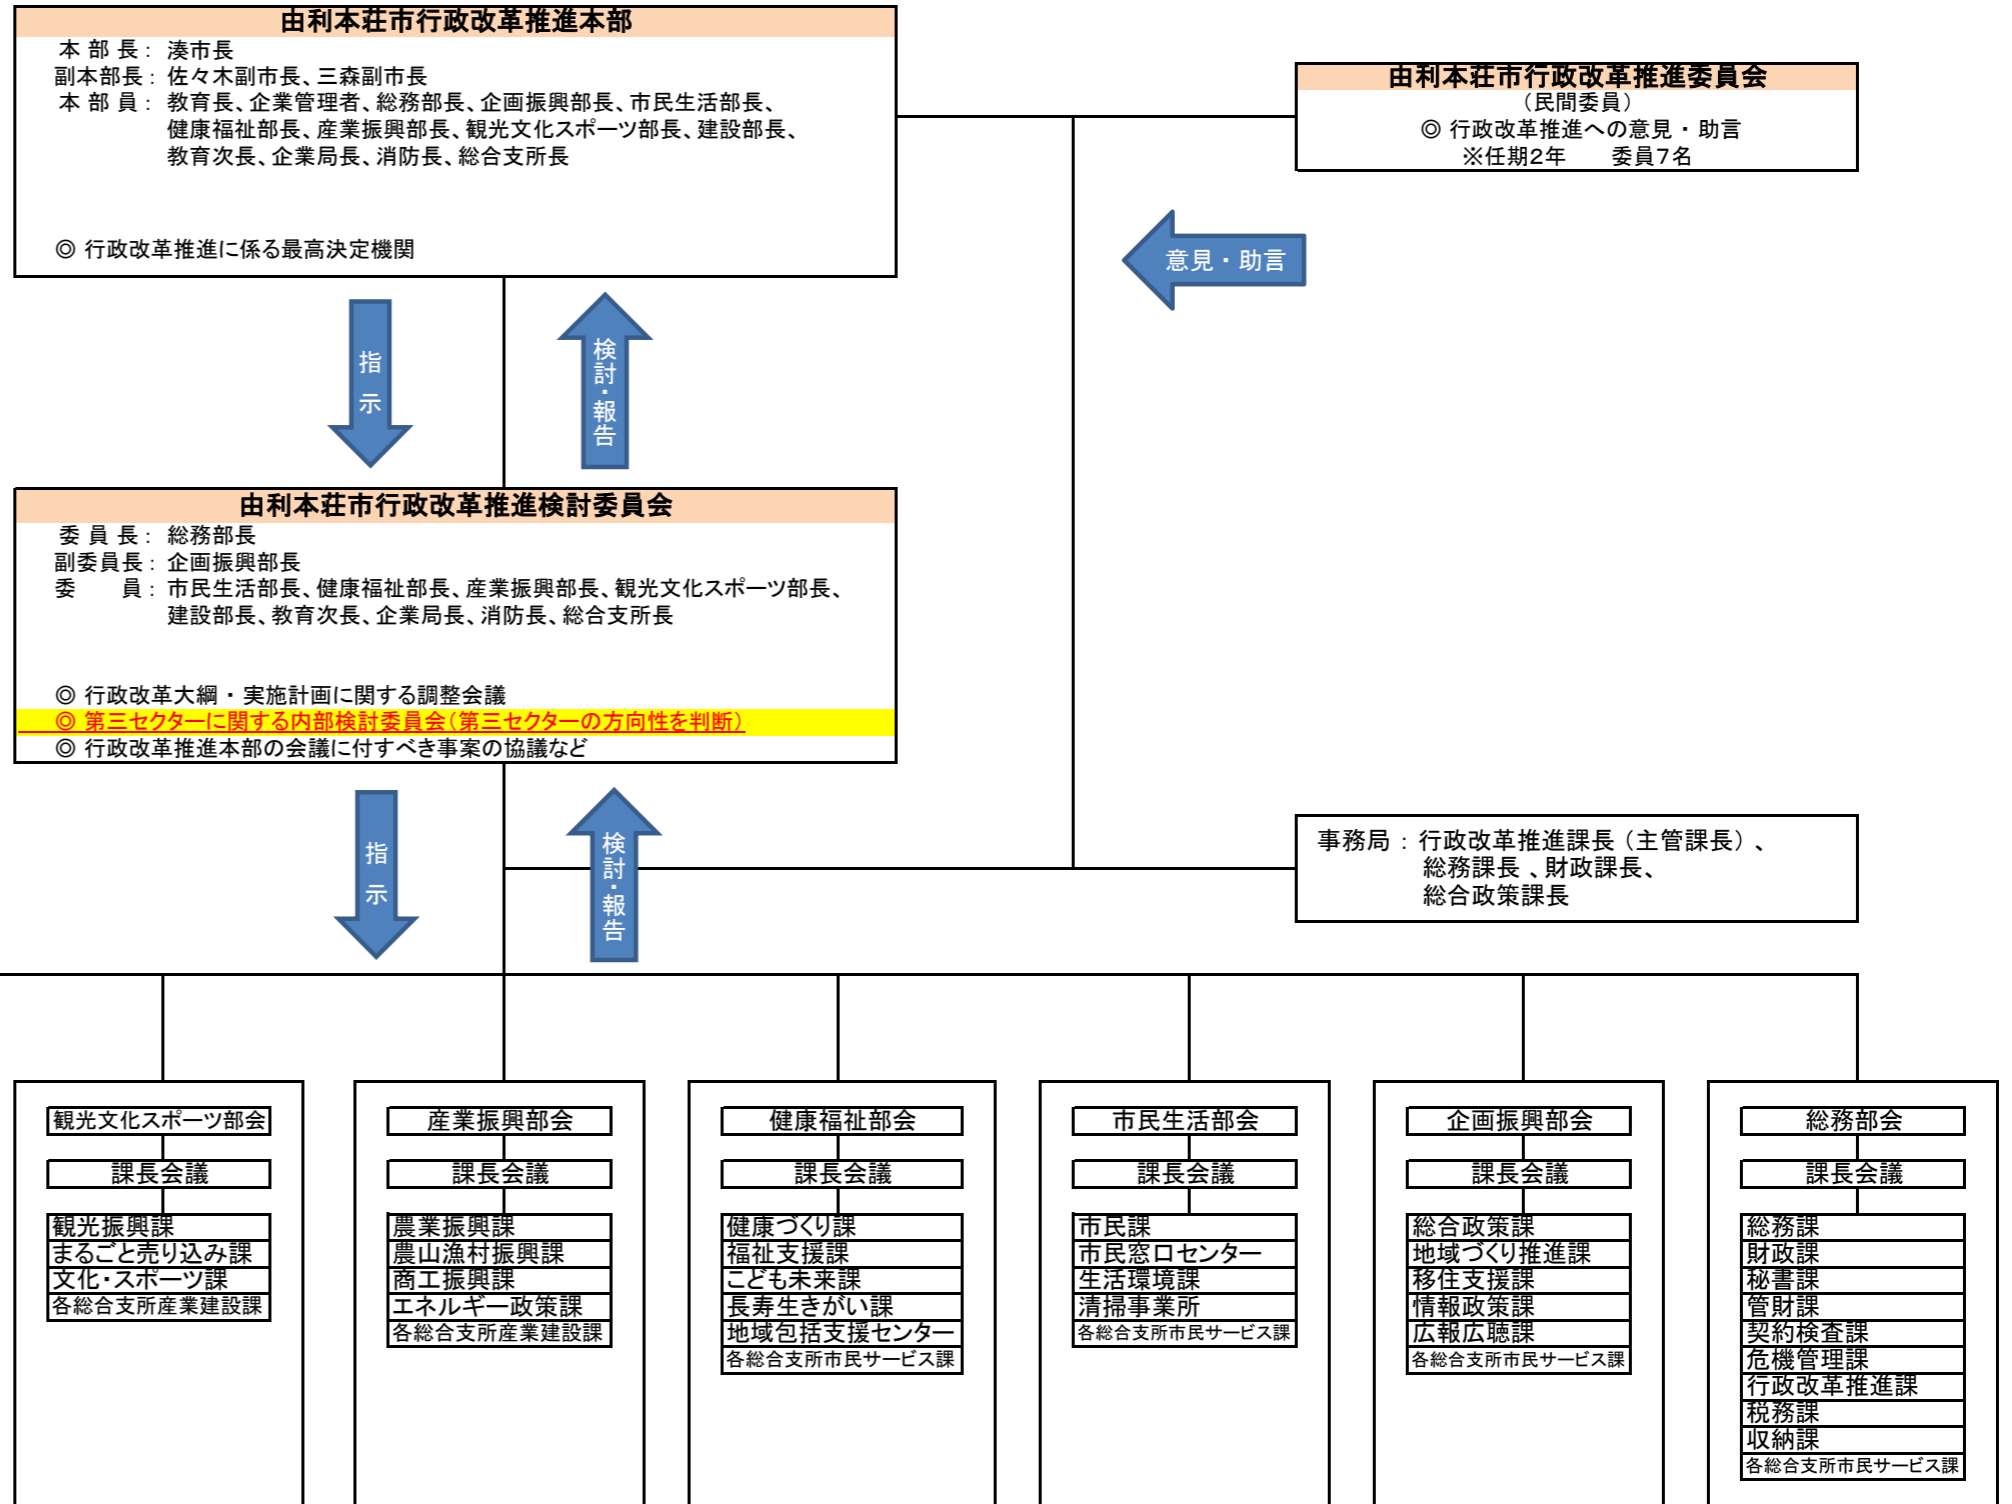 由利本荘市行政改革推進本部
本 部 長： 湊市長
副本部長： 佐々木副市長、三森副市長
本 部 員： 教育長、企業管理者、総務部長、企画振興部長、市民生活部長、
健康福祉部長、産業振興部長、観光文化スポーツ部長、建設部長、
教育次長、企業局長、消防長、総合支所長
◎ 行政改革推進に係る最高決定機関
由利本荘市行政改革推進委員会
（民間委員）
◎ 行政改革推進への意見・助言
※任期2年　　委員7名
意見・助言
指示
検討・報告
由利本荘市行政改革推進検討委員会
委 員 長： 総務部長
副委員長： 企画振興部長
委　　員： 市民生活部長、健康福祉部長、産業振興部長、観光文化スポーツ部長、
建設部長、教育次長、企業局長、消防長、総合支所長
◎ 行政改革大綱・実施計画に関する調整会議
◎ 第三セクターに関する内部検討委員会（第三セクターの方向性を判断）
◎ 行政改革推進本部の会議に付すべき事案の協議など
指示
検討・報告
事務局：行政改革推進課長（主管課長）、
総務課長 、財政課長、
総合政策課長
観光文化スポーツ部会
課長会議
観光振興課
まるごと売り込み課
文化・スポーツ課
各総合支所産業建設課
産業振興部会
課長会議
農業振興課
農山漁村振興課
商工振興課
エネルギー政策課
各総合支所産業建設課
健康福祉部会
課長会議
健康づくり課
福祉支援課
こども未来課
長寿生きがい課
地域包括支援センター
各総合支所市民サービス課
市民生活部会
課長会議
市民課
市民窓口センター
生活環境課
清掃事業所
各総合支所市民サービス課
企画振興部会
課長会議
総合政策課
地域づくり推進課
移住支援課
情報政策課
広報広聴課
各総合支所市民サービス課
総務部会
課長会議
総務課
財政課
秘書課
管財課
契約検査課
危機管理課
行政改革推進課
税務課
収納課
各総合支所市民サービス課